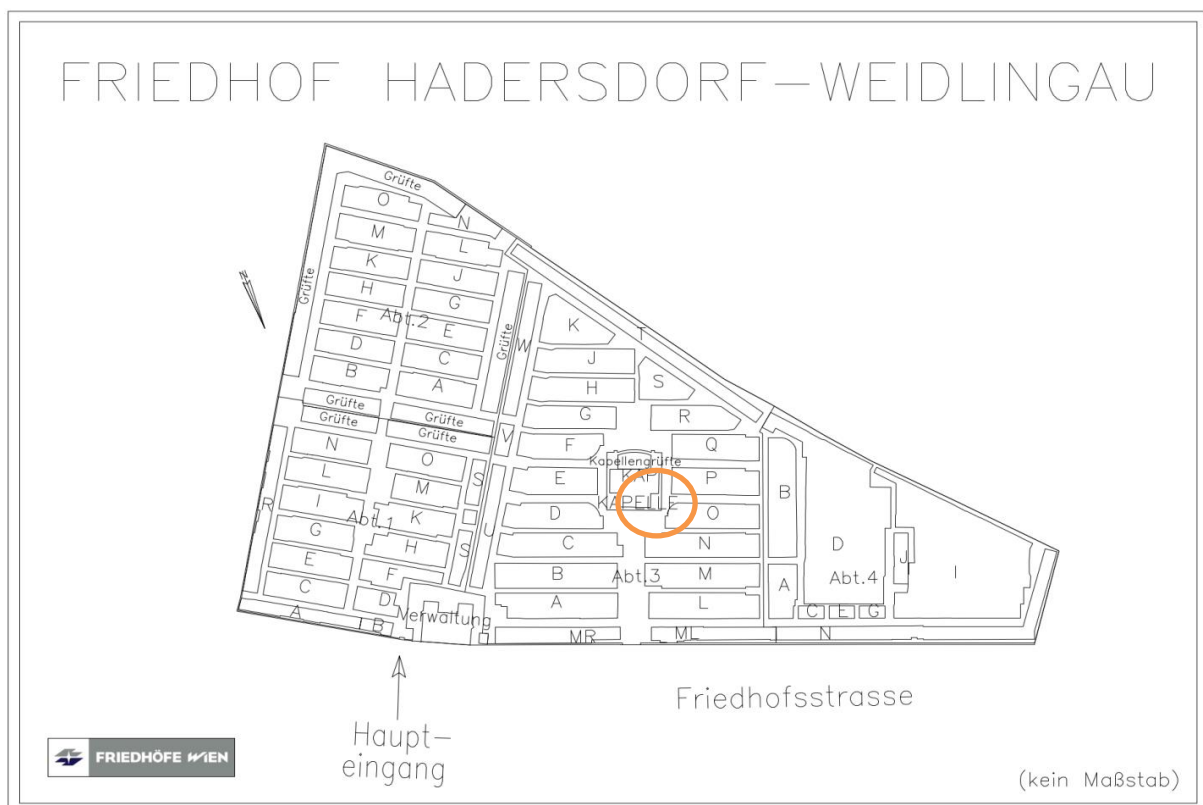 FRIEDHOF HADERSDORF-WEIDLINGAU
Grüfte
O
N
M
L
K
J
H
G
Grüfte
F
Abt.2
E
D
C
B
A
Grüfte
Grüfte
Grüfte
Grüfte
Grüfte
N
O
L
M
S
I
K
R
Abt.1
G
H
S
E
F
C
D
A
I B
Verwaltung
W
V
U
T
K
J
S
H
G
R
F
Q
Kapellengrüfte
E
KAP
P
KAPELLE
D
O
C
N
B
Abt.3
M
A
L
MR
ML
N
B
D
J
I
A
Abt.4
C
E
G
N
Friedhofsstrasse
Haupt-
eingang
FRIEDHÖFE WIEN
(kein Maßstab)